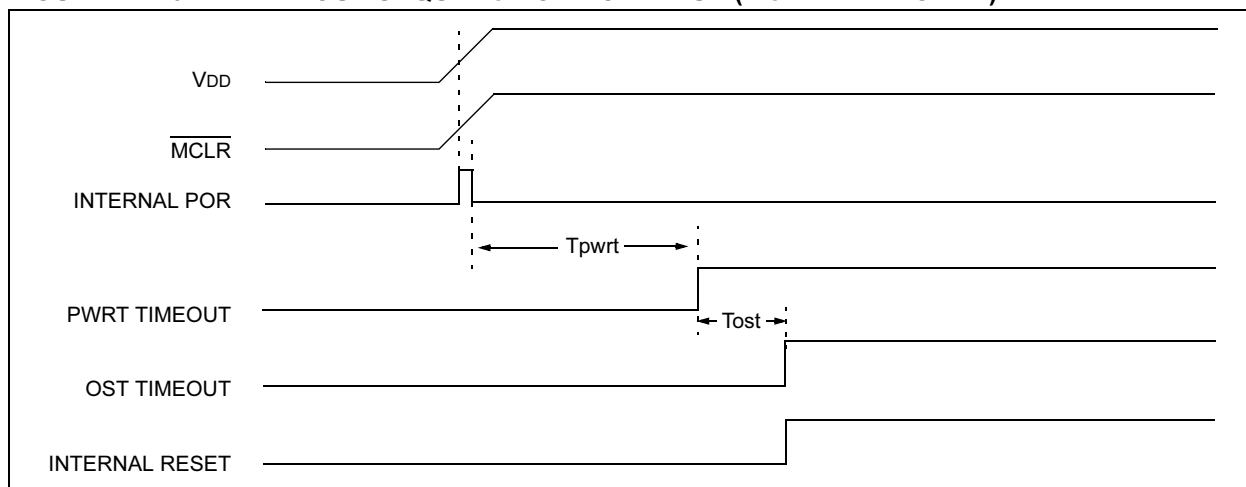 VDD
MCLR
INTERNAL POR
Tpwrt
PWRT TIMEOUT
Tost
OST TIMEOUT
INTERNAL RESET